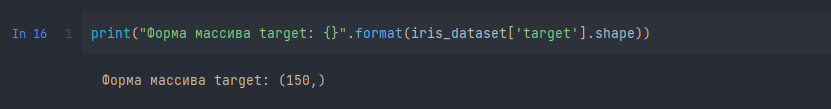 In 16 1 print("Форма массива target: {}".format(iris_dataset['target'].shape))
Форма массива target: (150,)